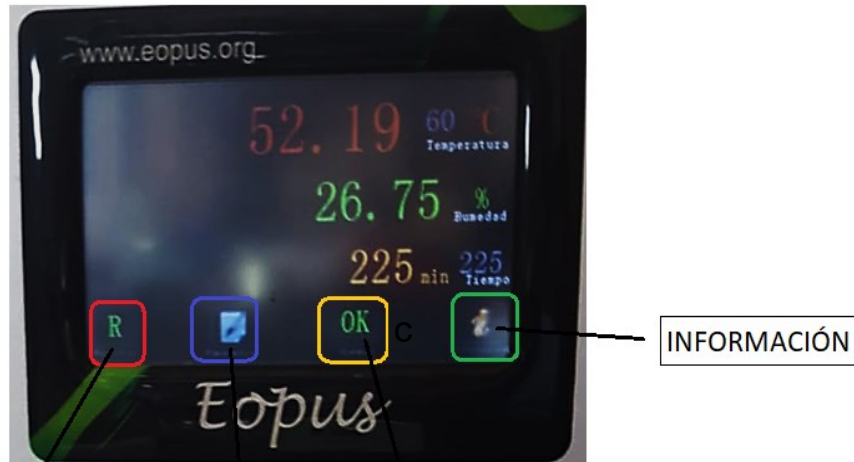 www.eopus.org
52.19 60 °C
Temperatura
26.75 %
Humedad
225 min 225
Tiempo
R OK C
INFORMACIÓN
Eopus